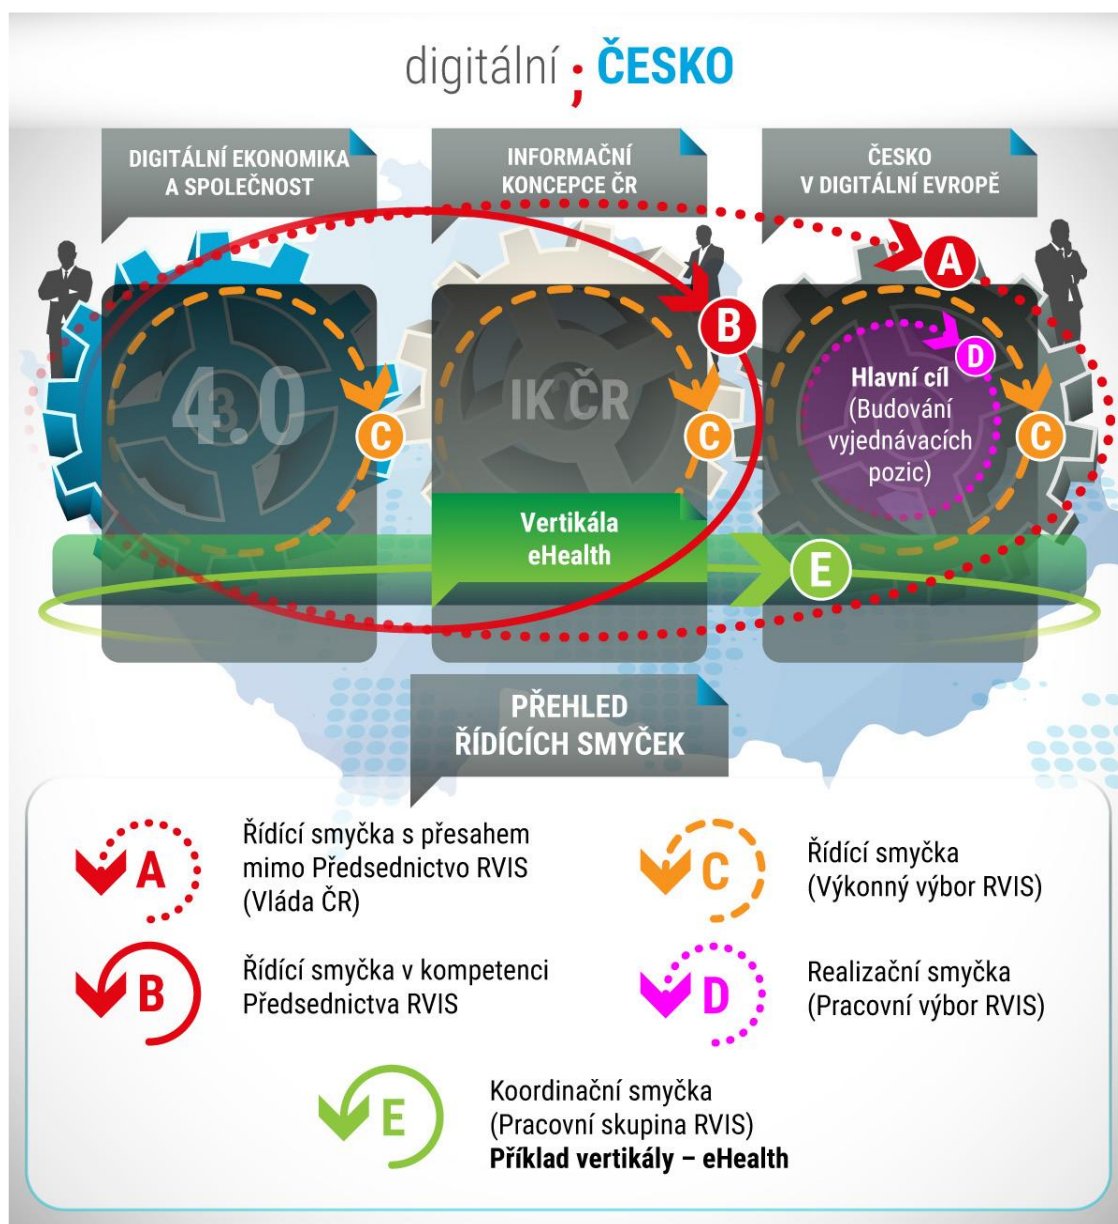 digitální ; ČESKO
DIGITÁLNÍ EKONOMIKA
A SPOLEČNOST
INFORMAČNÍ
KONCEPCE ČR
ČESKO
V DIGITÁLNÍ EVROPĚ
A
B
D
4.0
3.
IK ČR
2.
Hlavní cíl
(Budování
vyjednávacích
pozic)
C
C
C
Vertikála
eHealth
E
PŘEHLED
ŘÍDÍCÍCH SMYČEK
A
Řídící smyčka s přesahem
mimo Předsednictvo RVIS
(Vláda ČR)
C
Řídící smyčka
(Výkonný výbor RVIS)
B
Řídící smyčka v kompetenci
Předsednictva RVIS
D
Realizační smyčka
(Pracovní výbor RVIS)
E
Koordinační smyčka
(Pracovní skupina RVIS)
Příklad vertikály – eHealth